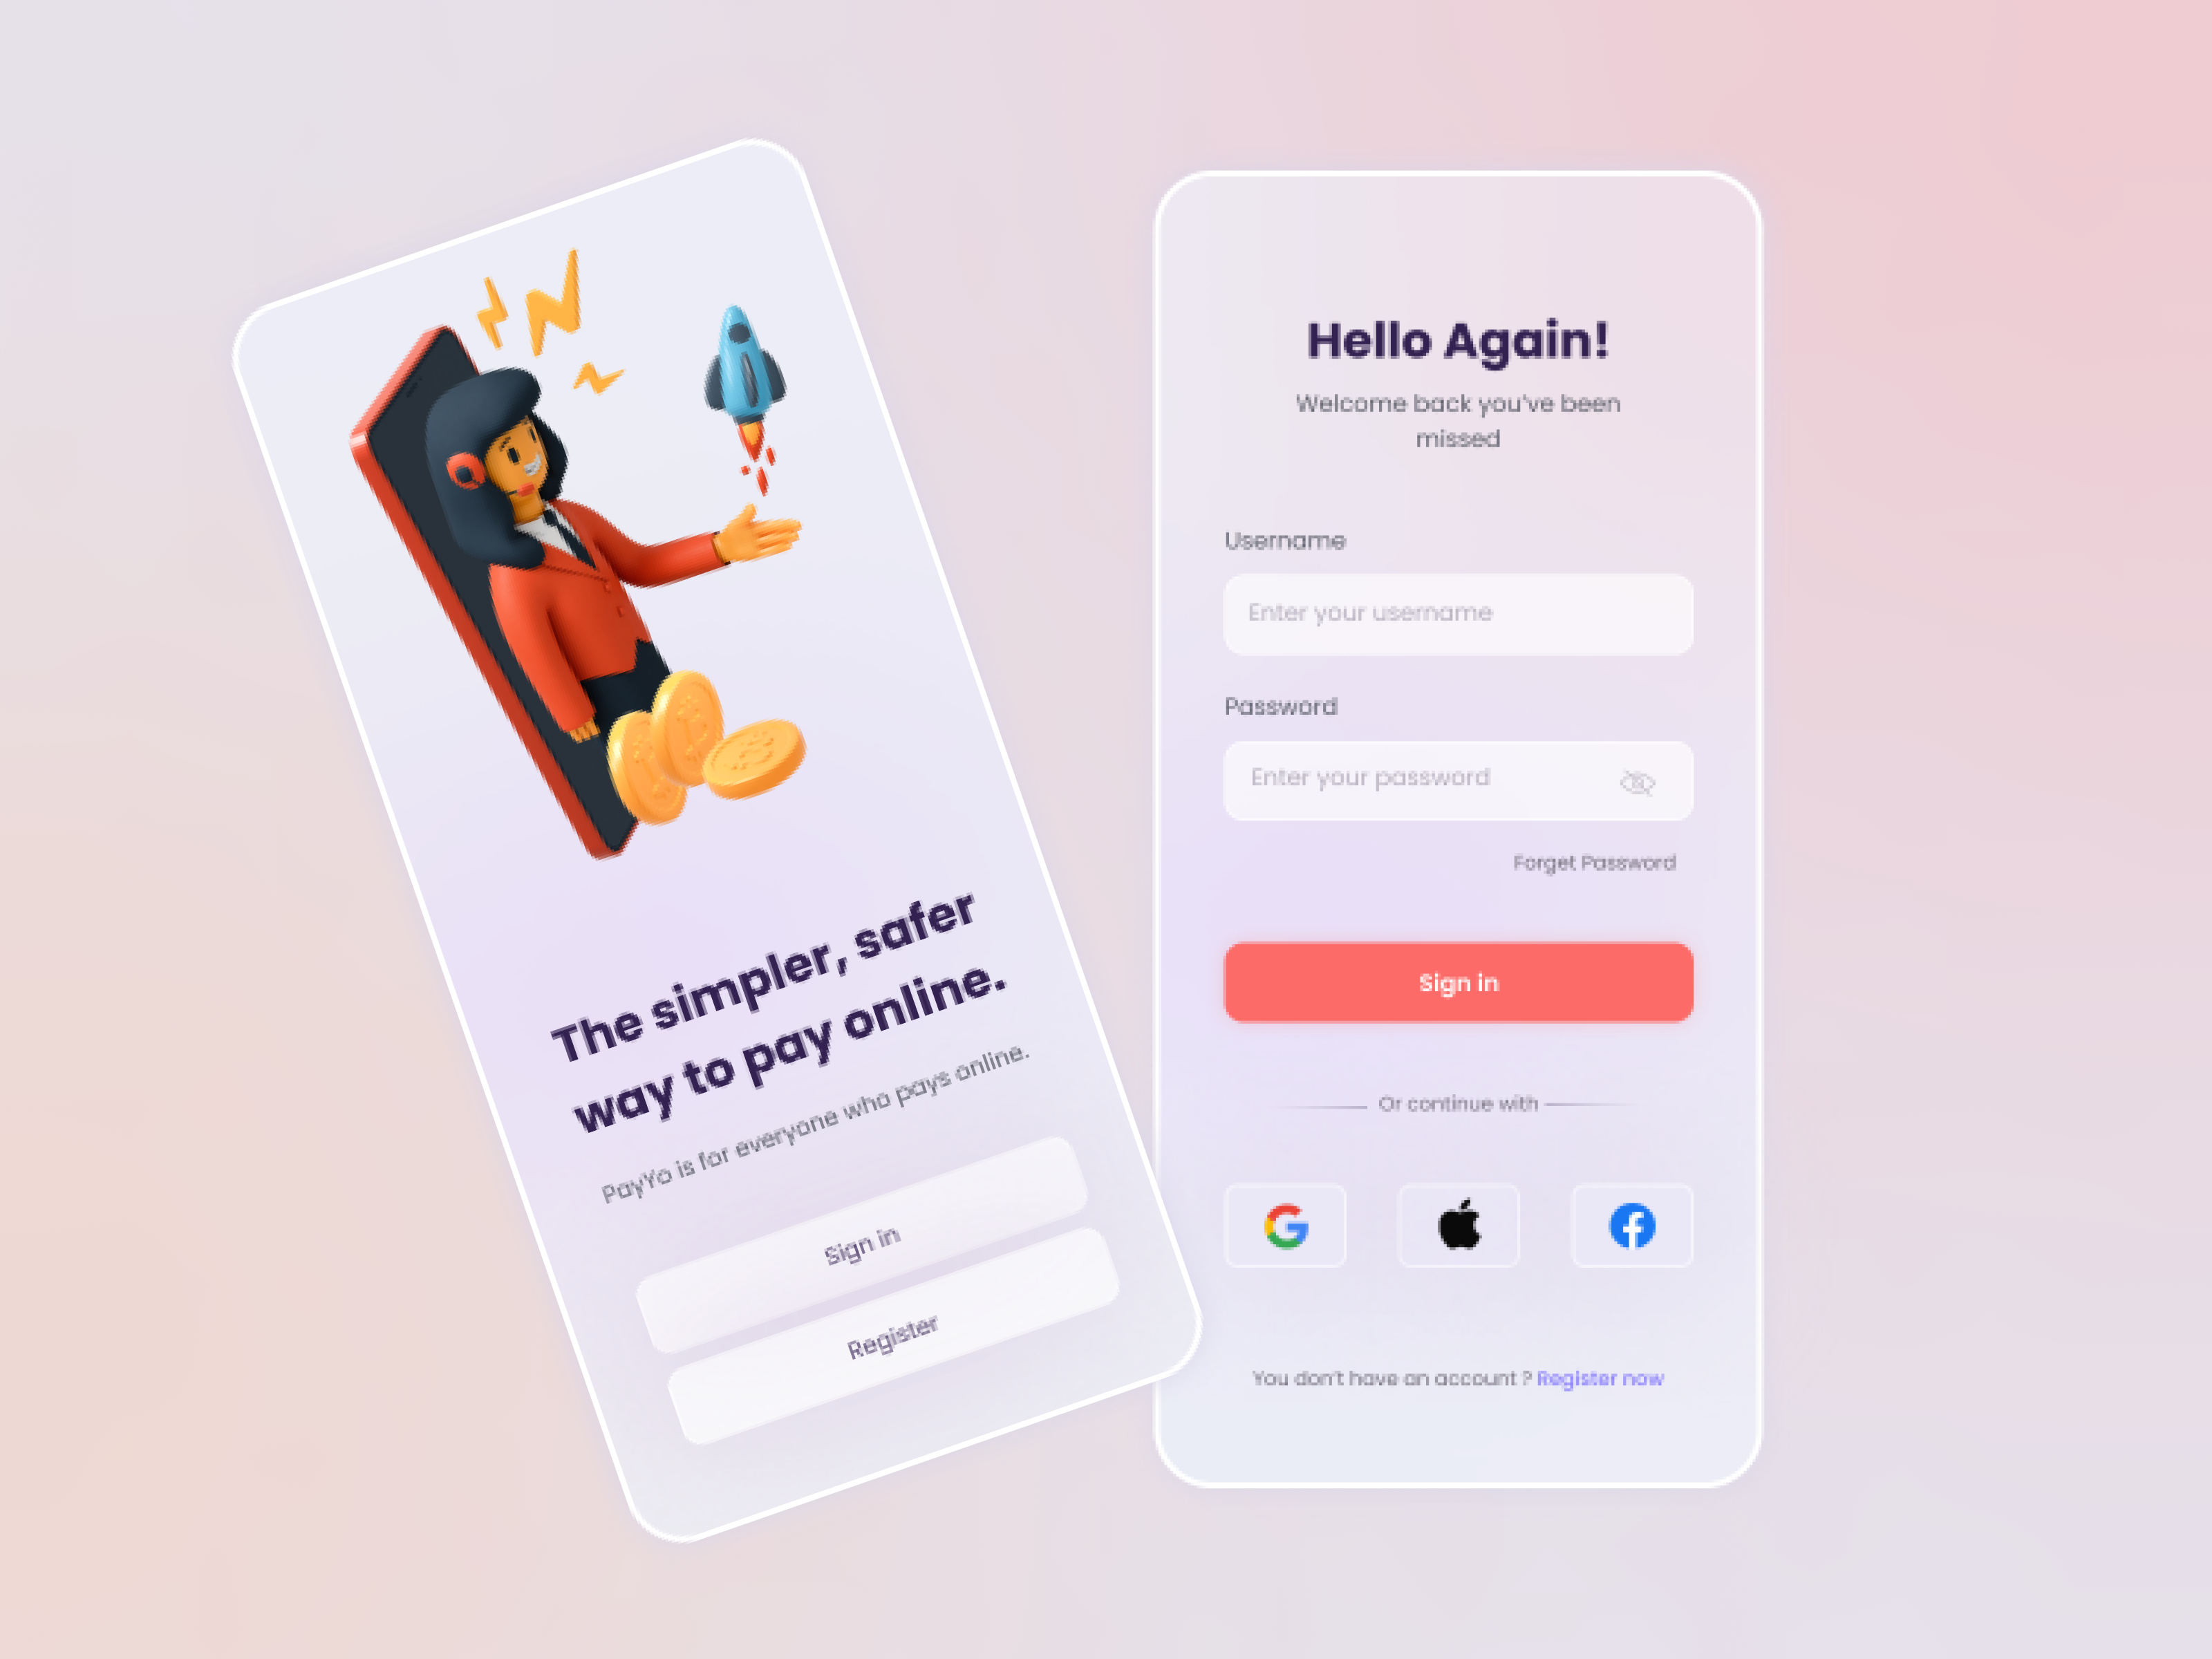 The simpler, safer
way to pay online.
PayYo is for everyone who pays online.
Sign in
Register
Hello Again!
Welcome back you've been
missed
Username
Enter your username
Password
Enter your password
Forget Password
Sign in
Or continue with
You don't have an account ? Register now